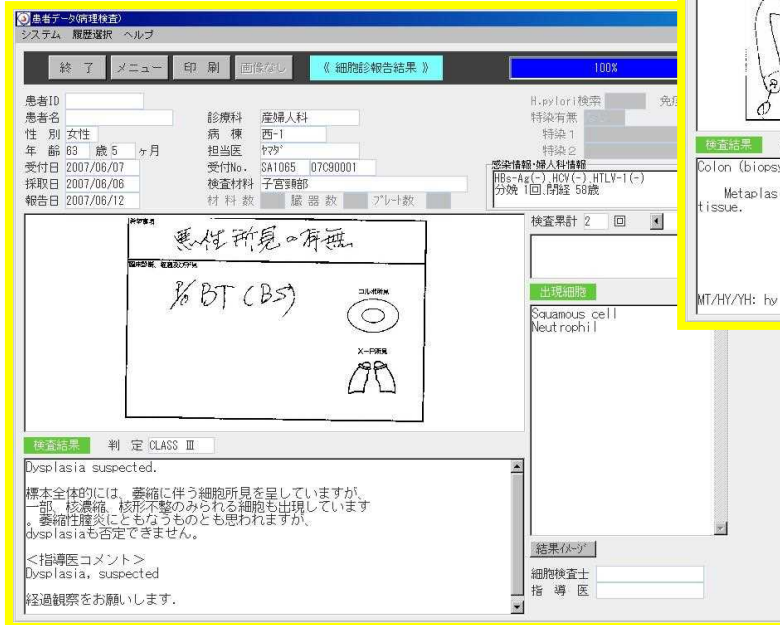 患者データ(病理検査)
システム 履歴選択 ヘルプ
終 了 メニュー 印 刷 画像なし 《 細胞診報告結果 》 100%
患者ID
患者名 診療科 産婦人科
性 別 女性 病 棟 西-1
年 齢 63 歳 5 ヶ月 担当医 ﾔﾏﾀﾞ
受付日 2007/06/07 受付No. SA1065 07C90001
採取日 2007/06/06 検査材料 子宮頸部
報告日 2007/06/12 材 料 数 臓 器 数 プレート数
H.pylori検索
特染有無
特染１
特染２
感染情報・婦人科情報
HBs-Ag(-),HCV(-),HTLV-1(-)
分娩 1回,閉経 58歳
検査累計 2 回
悪性所見の有無
BT (BS)
コルポ所見
X-P所見
出現細胞
Squamous cell
Neutrophil
検査結果 判 定 CLASS Ⅲ
Dysplasia suspected.
標本全体的には、萎縮に伴う細胞所見を呈していますが、
一部、核濃縮、核形不整のみられる細胞も出現しています
。萎縮性膣炎にともなうものとも思われますが、
dysplasiaも否定できません。
<指導医コメント>
Dysplasia, suspected
経過観察をお願いします.
結果ｲﾒｰｼﾞ
細胞検査士
指 導 医
検査結果
Colon (biopsy
Metaplas
tissue.
MT/HY/YH: hy